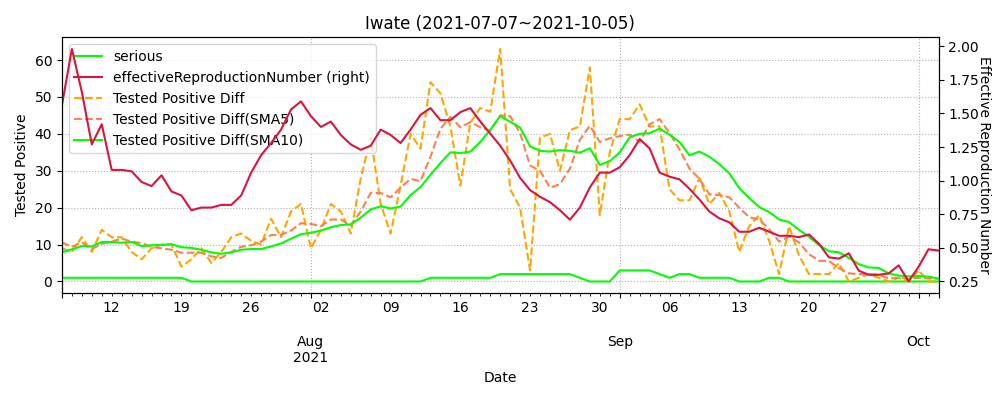 Iwate (2021-07-07~2021-10-05)
serious
effectiveReproductionNumber (right)
Tested Positive Diff
Tested Positive Diff(SMA5)
Tested Positive Diff(SMA10)
Tested Positive
60
50
40
30
20
10
0
2.00
1.75
1.50
1.25
1.00
0.75
0.50
0.25
Effective Reproduction Number
12 19 26 02 09 16 23 30 06 13 20 27
Aug Sep Oct
2021
Date